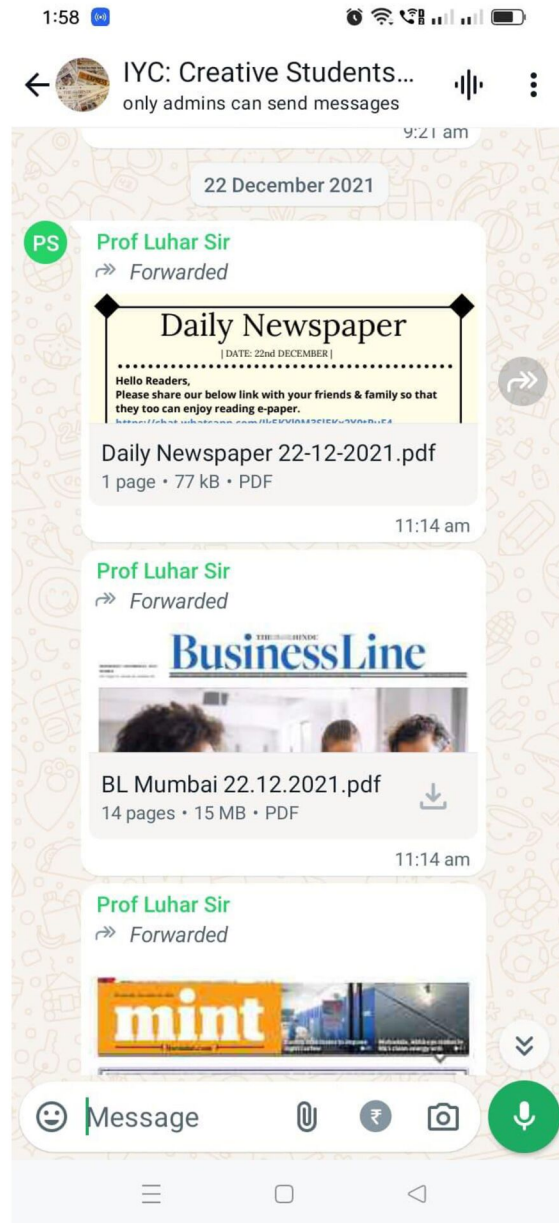 1:58
IYC: Creative Students...
only admins can send messages
9:21 am
22 December 2021
PS
Prof Luhar Sir
Forwarded
Daily Newspaper
| DATE: 22nd DECEMBER |
Hello Readers,
Please share our below link with your friends & family so that
they too can enjoy reading e-paper.
Daily Newspaper 22-12-2021.pdf
1 page • 77 kB • PDF
11:14 am
Prof Luhar Sir
Forwarded
BusinessLine
BL Mumbai 22.12.2021.pdf
14 pages • 15 MB • PDF
11:14 am
Prof Luhar Sir
Forwarded
mint
Message
₹